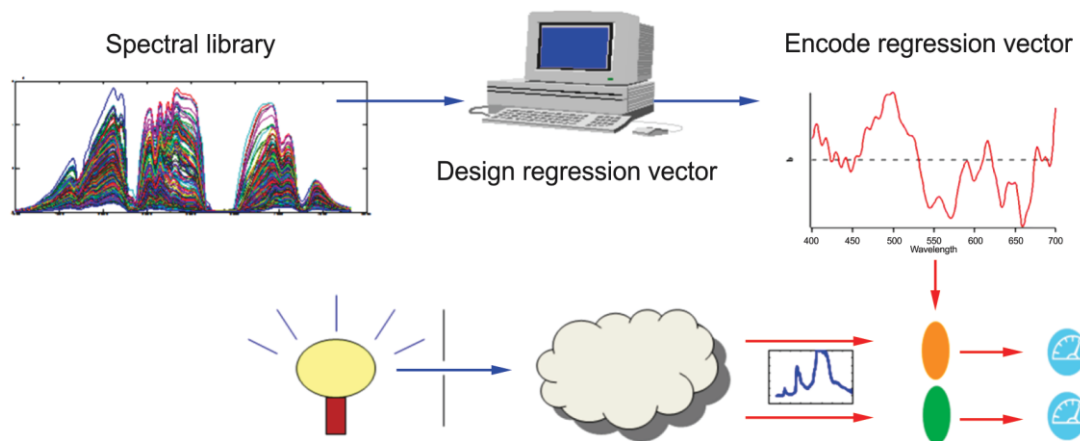 Spectral library
Design regression vector
Encode regression vector
b
400 450 500 550 600 650 700
Wavelength